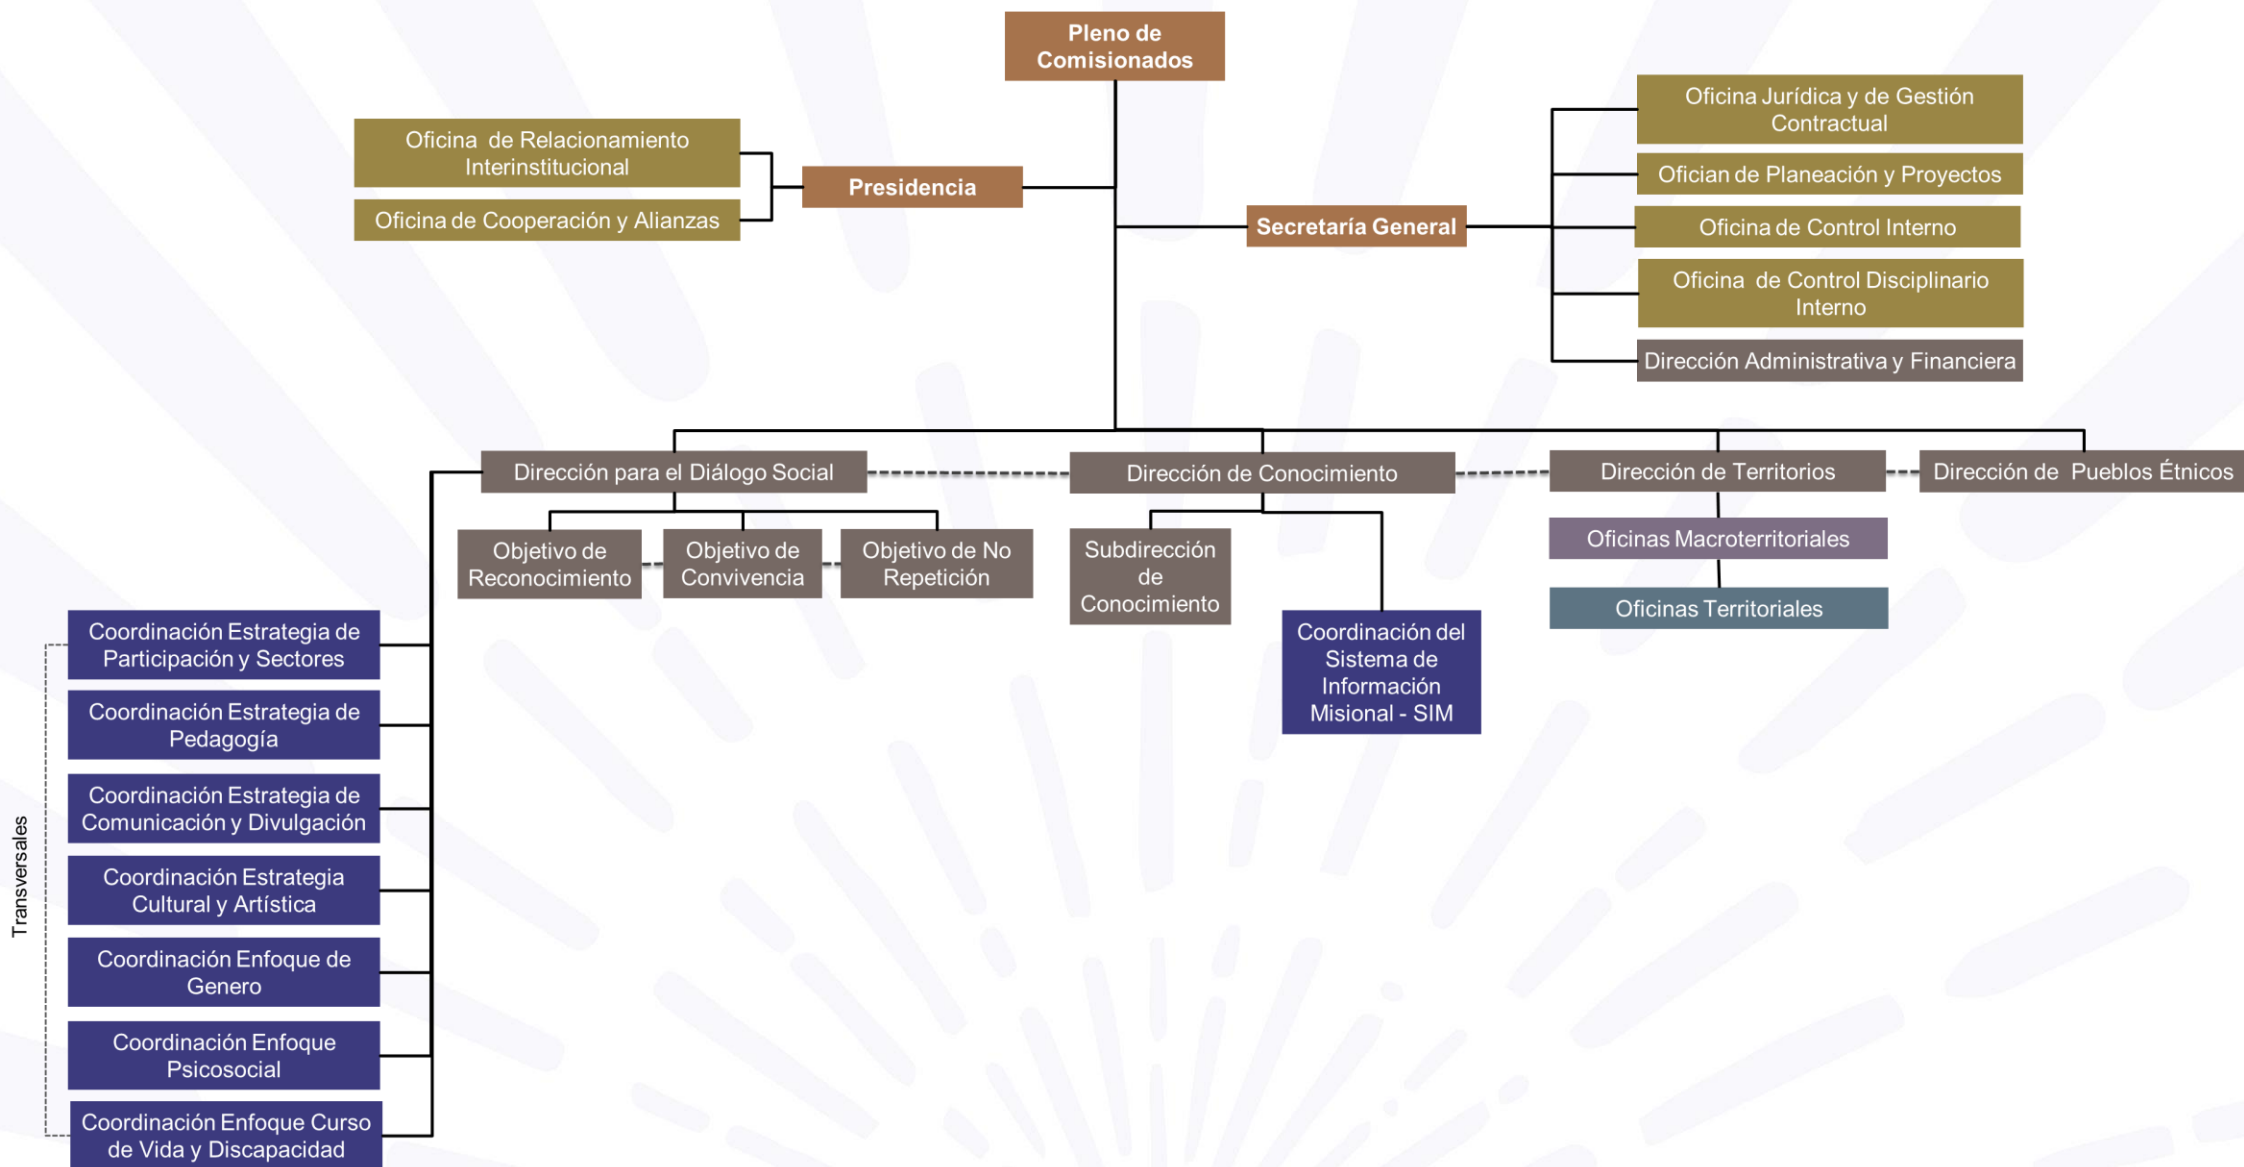 Pleno de
Comisionados
Oficina de Relacionamiento
Interinstitucional
Oficina de Cooperación y Alianzas
Presidencia
Secretaría General
Oficina Jurídica y de Gestión
Contractual
Ofician de Planeación y Proyectos
Oficina de Control Interno
Oficina de Control Disciplinario
Interno
Dirección Administrativa y Financiera
Dirección para el Diálogo Social
Dirección de Conocimiento
Dirección de Territorios
Dirección de Pueblos Étnicos
Objetivo de
Reconocimiento
Objetivo de
Convivencia
Objetivo de No
Repetición
Subdirección
de
Conocimiento
Coordinación del
Sistema de
Información
Misional - SIM
Oficinas Macroterritoriales
Oficinas Territoriales
Transversales
Coordinación Estrategia de
Participación y Sectores
Coordinación Estrategia de
Pedagogía
Coordinación Estrategia de
Comunicación y Divulgación
Coordinación Estrategia
Cultural y Artística
Coordinación Enfoque de
Genero
Coordinación Enfoque
Psicosocial
Coordinación Enfoque Curso
de Vida y Discapacidad